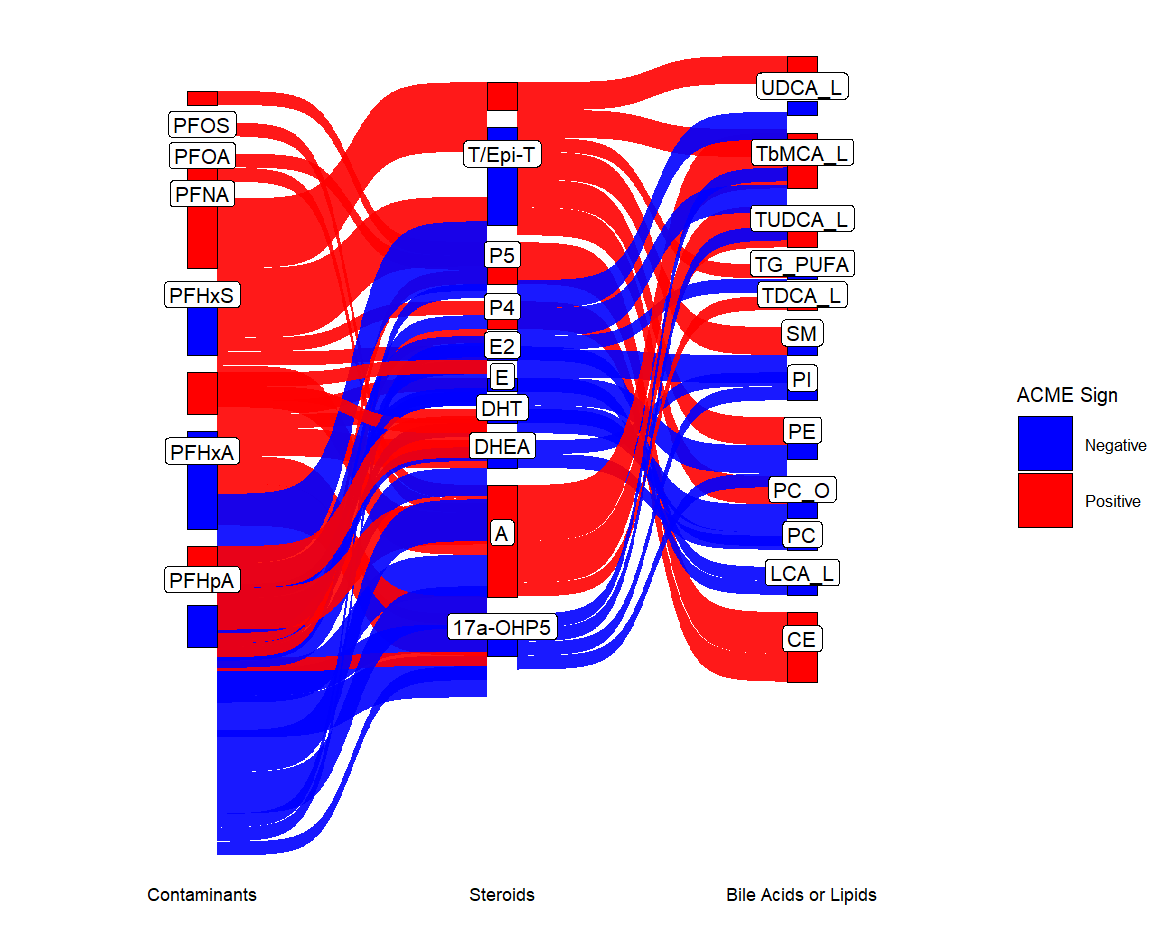 PFOS
PFOA
PFNA
PFHxS
PFHxA
PFHpA
T/Epi-T
P5
P4
E2
E
DHT
DHEA
A
17a-OHP5
UDCA_L
TbMCA_L
TUDCA_L
TG_PUFA
TDCA_L
SM
PI
PE
PC_O
PC
LCA_L
CE
ACME Sign
Negative
Positive
Contaminants
Steroids
Bile Acids or Lipids